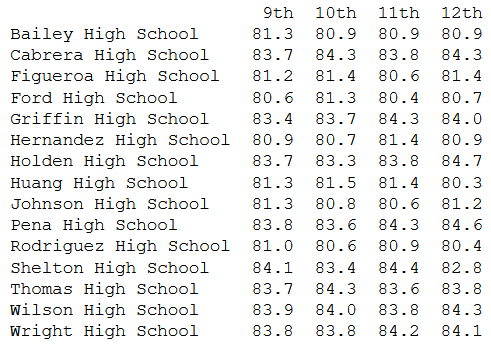 9th 10th 11th 12th
Bailey High School 81.3 80.9 80.9 80.9
Cabrera High School 83.7 84.3 83.8 84.3
Figueroa High School 81.2 81.4 80.6 81.4
Ford High School 80.6 81.3 80.4 80.7
Griffin High School 83.4 83.7 84.3 84.0
Hernandez High School 80.9 80.7 81.4 80.9
Holden High School 83.7 83.3 83.8 84.7
Huang High School 81.3 81.5 81.4 80.3
Johnson High School 81.3 80.8 80.6 81.2
Pena High School 83.8 83.6 84.3 84.6
Rodriguez High School 81.0 80.6 80.9 80.4
Shelton High School 84.1 83.4 84.4 82.8
Thomas High School 83.7 84.3 83.6 83.8
Wilson High School 83.9 84.0 83.8 84.3
Wright High School 83.8 83.8 84.2 84.1